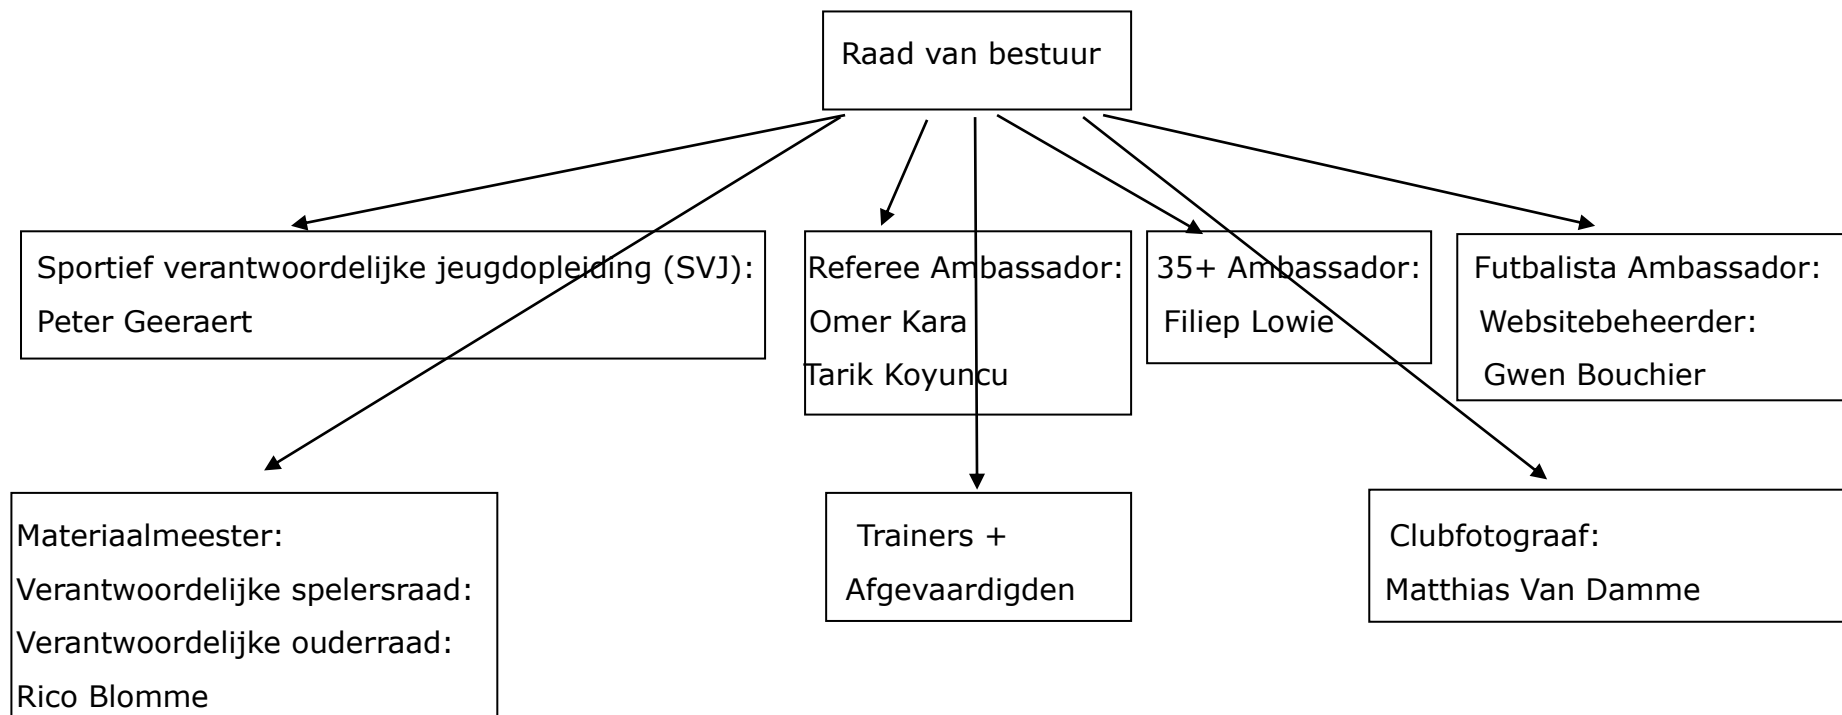 Raad van bestuur
Sportief verantwoordelijke jeugdopleiding (SVJ):
Peter Geeraert
Referee Ambassador:
Omer Kara
Tarik Koyuncu
35+ Ambassador:
Filiep Lowie
Futbalista Ambassador:
Websitebeheerder:
Gwen Bouchier
Materiaalmeester:
Verantwoordelijke spelersraad:
Verantwoordelijke ouderraad:
Rico Blomme
Trainers +
Afgevaardigden
Clubfotograaf:
Matthias Van Damme